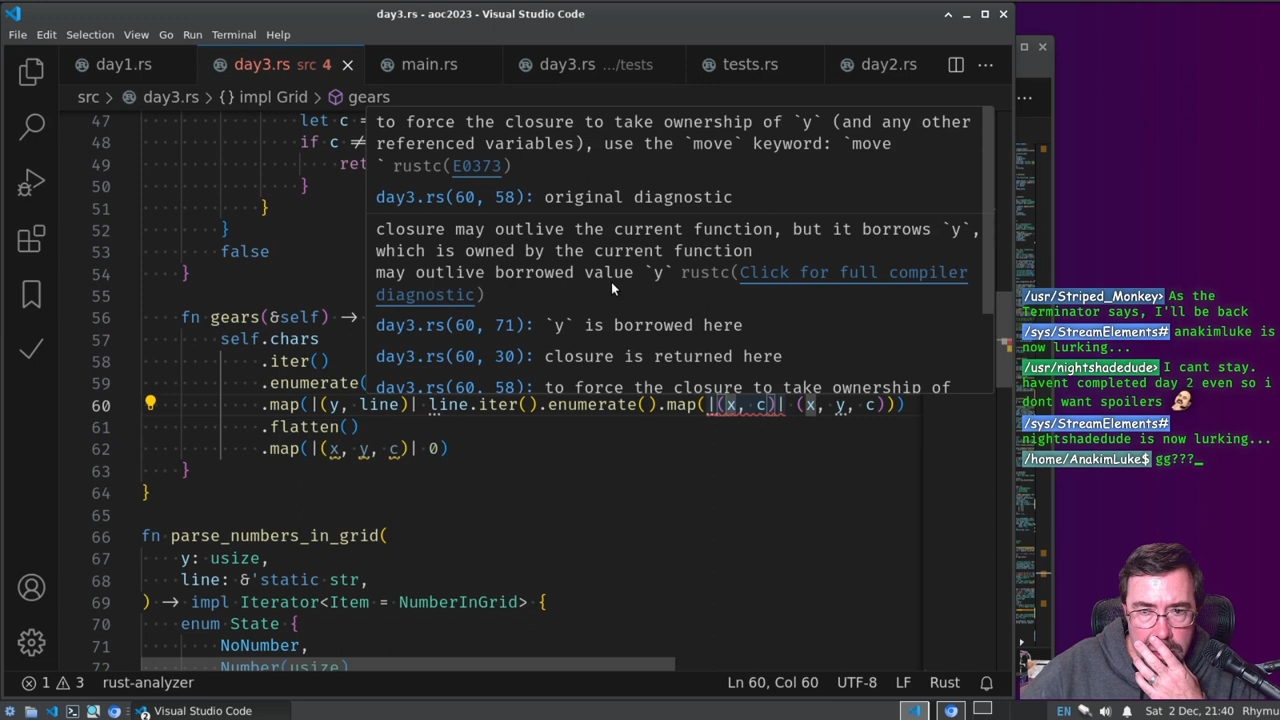 day3.rs - aoc2023 - Visual Studio Code
File Edit Selection View Go Run Terminal Help
day1.rs day3.rs src 4 main.rs day3.rs .../tests tests.rs day2.rs
src > day3.rs > {} impl Grid > gears
47 let c =
48 if c ≠
49 ret
50 }
51 }
52 }
53 false
54 }
55
56 fn gears(&self) →
57 self.chars
58 .iter()
59 .enumerate(
60 .map(|(y, line)| line.iter().enumerate().map(|(x, c)| (x, y, c)))
61 .flatten()
62 .map(|(x, y, c)| 0)
63 }
64 }
65
66 fn parse_numbers_in_grid(
67 y: usize,
68 line: &'static str,
69 ) → impl Iterator<Item = NumberInGrid> {
70 enum State {
71 NoNumber,
72 Number(usize)
to force the closure to take ownership of `y` (and any other
referenced variables), use the `move` keyword: `move
` rustc(E0373)
day3.rs(60, 58): original diagnostic
closure may outlive the current function, but it borrows `y`,
which is owned by the current function
may outlive borrowed value `y` rustc(Click for full compiler
diagnostic)
day3.rs(60, 71): `y` is borrowed here
day3.rs(60, 30): closure is returned here
day3.rs(60, 58): to force the closure to take ownership of
1 3 rust-analyzer Ln 60, Col 60 UTF-8 LF Rust
/usr/Striped_Monkey> As the
Terminator says, I'll be back
/sys/StreamElements# anakimluke is
now lurking...
/usr/nightshadedude> I cant stay.
havent completed day 2 even so i
dont want spoilers
/sys/StreamElements#
nightshadedude is now lurking...
/home/AnakimLuke$ gg???_
Visual Studio Code
EN Sat 2 Dec, 21:40 Rhymu